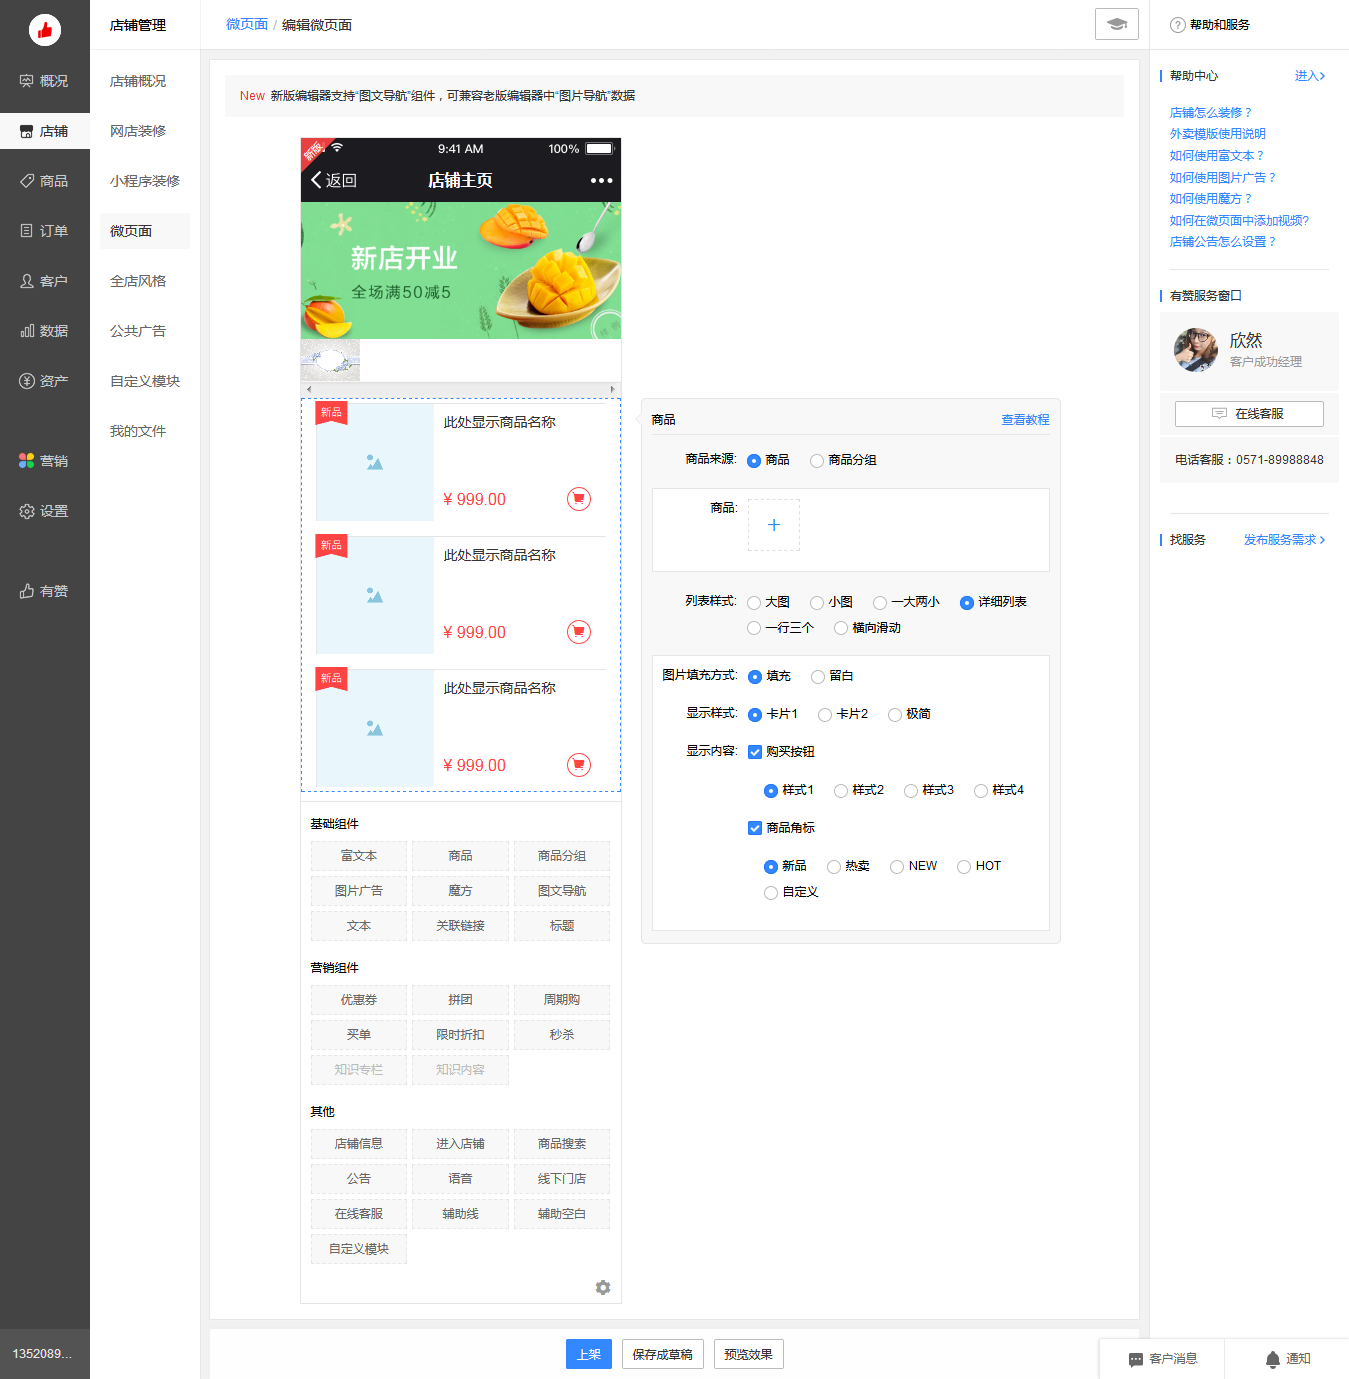 概况
店铺
商品
订单
客户
数据
资产
营销
设置
有赞
1352089...
店铺管理
店铺概况
网店装修
小程序装修
微页面
全店风格
公共广告
自定义模块
我的文件
微页面 / 编辑微页面
New 新版编辑器支持“图文导航”组件，可兼容老版编辑器中“图片导航”数据
新版
9:41 AM
100%
返回
店铺主页
新店开业
全场满50减5
新品
此处显示商品名称
¥ 999.00
新品
此处显示商品名称
¥ 999.00
新品
此处显示商品名称
¥ 999.00
基础组件
富文本 商品 商品分组
图片广告 魔方 图文导航
文本 关联链接 标题
营销组件
优惠券 拼团 周期购
买单 限时折扣 秒杀
知识专栏 知识内容
其他
店铺信息 进入店铺 商品搜索
公告 语音 线下门店
在线客服 辅助线 辅助空白
自定义模块
商品 查看教程
商品来源: 商品 商品分组
商品:
+
列表样式: 大图 小图 一大两小 详细列表
一行三个 横向滑动
图片填充方式: 填充 留白
显示样式: 卡片1 卡片2 极简
显示内容: 购买按钮
样式1 样式2 样式3 样式4
商品角标
新品 热卖 NEW HOT
自定义
上架 保存成草稿 预览效果
? 帮助和服务
帮助中心 进入
店铺怎么装修？
外卖模版使用说明
如何使用富文本？
如何使用图片广告？
如何使用魔方？
如何在微页面中添加视频?
店铺公告怎么设置？
有赞服务窗口
欣然
客户成功经理
在线客服
电话客服：0571-89988848
找服务 发布服务需求
客户消息 通知